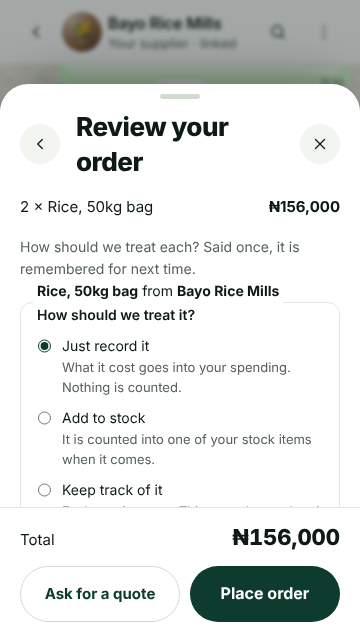 Bayo Rice Mills
Your supplier · linked
Review your
order
2 × Rice, 50kg bag
₦156,000
How should we treat each? Said once, it is
remembered for next time.
Rice, 50kg bag from Bayo Rice Mills
How should we treat it?
Just record it
What it cost goes into your spending.
Nothing is counted.
Add to stock
It is counted into one of your stock items
when it comes.
Keep track of it
Total
₦156,000
Ask for a quote
Place order